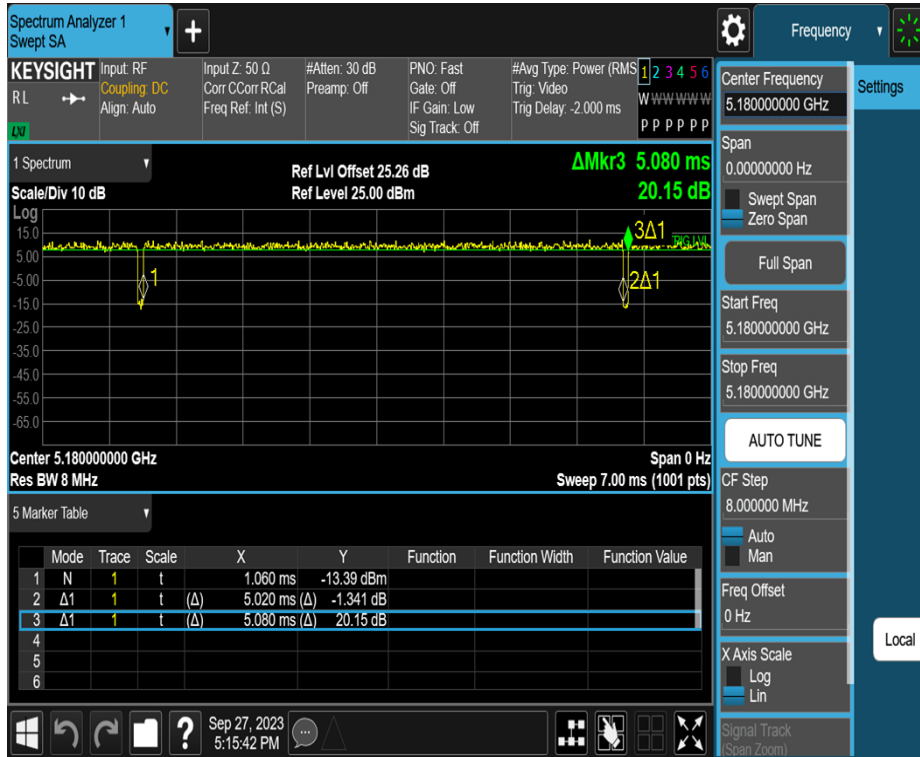 Spectrum Analyzer 1
Swept SA
+
Frequency
KEYSIGHT
R L
LXI
Input: RF
Coupling: DC
Align: Auto
Input Z: 50 Ω
Corr CCorr RCal
Freq Ref: Int (S)
#Atten: 30 dB
Preamp: Off
PNO: Fast
Gate: Off
IF Gain: Low
Sig Track: Off
#Avg Type: Power (RMS
Trig: Video
Trig Delay: -2.000 ms
1 2 3 4 5 6
W W W W W W
P P P P P P
1 Spectrum
Scale/Div 10 dB
Ref Lvl Offset 25.26 dB
Ref Level 25.00 dBm
ΔMkr3 5.080 ms
20.15 dB
Log
15.0
5.00
-5.00
-15.0
-25.0
-35.0
-45.0
-55.0
-65.0
1
3Δ1
TRIG LVL
2Δ1
Center 5.180000000 GHz
Span 0 Hz
Res BW 8 MHz
Sweep 7.00 ms (1001 pts)
5 Marker Table
Mode Trace Scale X Y Function Function Width Function Value
1 N 1 t 1.060 ms -13.39 dBm
2 Δ1 1 t (Δ) 5.020 ms (Δ) -1.341 dB
3 Δ1 1 t (Δ) 5.080 ms (Δ) 20.15 dB
4
5
6
?
Sep 27, 2023
5:15:42 PM
Center Frequency
5.180000000 GHz
Span
0.00000000 Hz
Swept Span
Zero Span
Full Span
Start Freq
5.180000000 GHz
Stop Freq
5.180000000 GHz
AUTO TUNE
CF Step
8.000000 MHz
Auto
Man
Freq Offset
0 Hz
X Axis Scale
Log
Lin
Signal Track
(Span Zoom)
Settings
Local